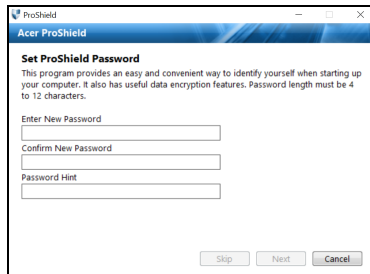 ProShield
Acer ProShield
Set ProShield Password
This program provides an easy and convenient way to identify yourself when starting up
your computer. It also has useful data encryption features. Password length must be 4
to 12 characters.
Enter New Password
Confirm New Password
Password Hint
Skip Next Cancel